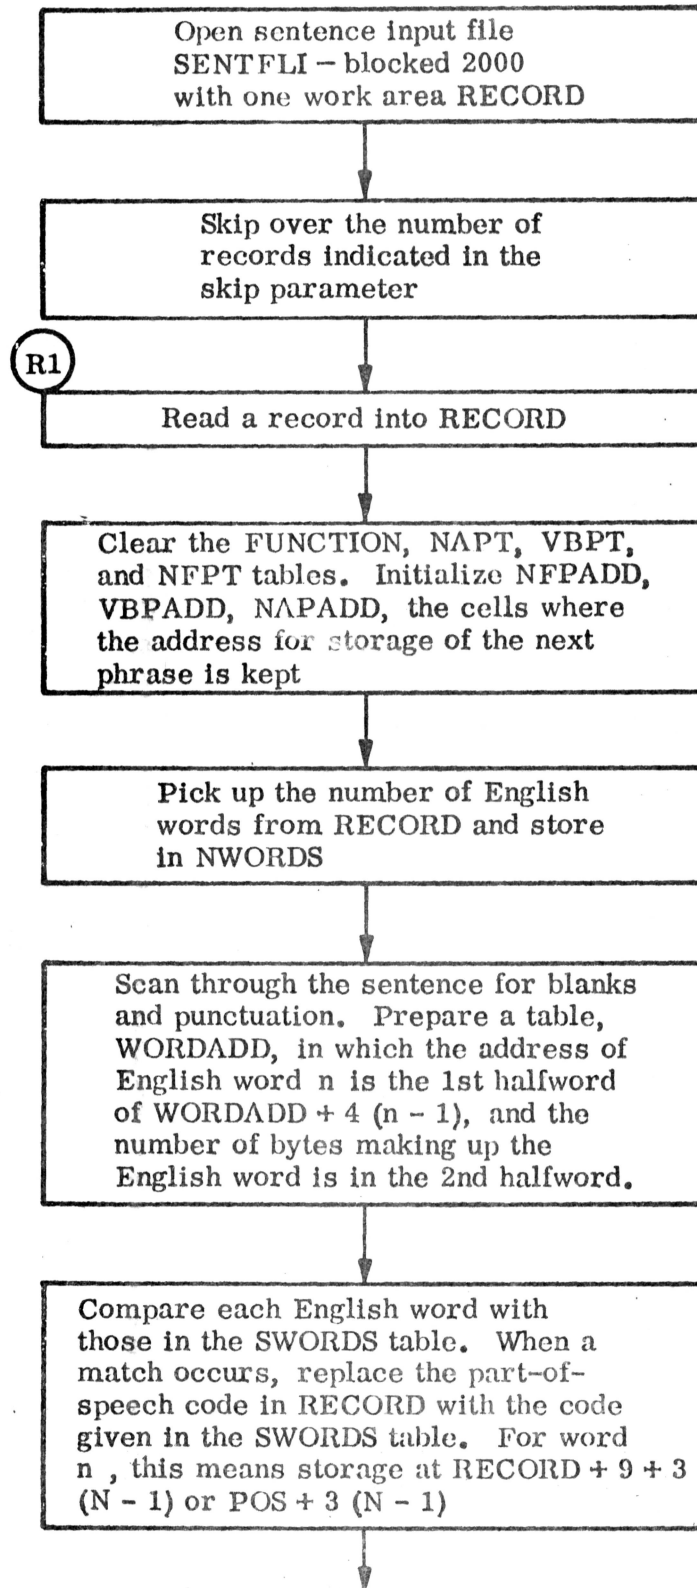 Open sentence input file
SENTFLI – blocked 2000
with one work area RECORD
Skip over the number of
records indicated in the
skip parameter
R1
Read a record into RECORD
Clear the FUNCTION, NAPT, VBPT,
and NFPT tables. Initialize NFPADD,
VBPADD, NAPADD, the cells where
the address for storage of the next
phrase is kept
Pick up the number of English
words from RECORD and store
in NWORDS
Scan through the sentence for blanks
and punctuation. Prepare a table,
WORDADD, in which the address of
English word n is the 1st halfword
of WORDADD + 4 (n - 1), and the
number of bytes making up the
English word is in the 2nd halfword.
Compare each English word with
those in the SWORDS table. When a
match occurs, replace the part-of-
speech code in RECORD with the code
given in the SWORDS table. For word
n , this means storage at RECORD + 9 + 3
(N - 1) or POS + 3 (N - 1)